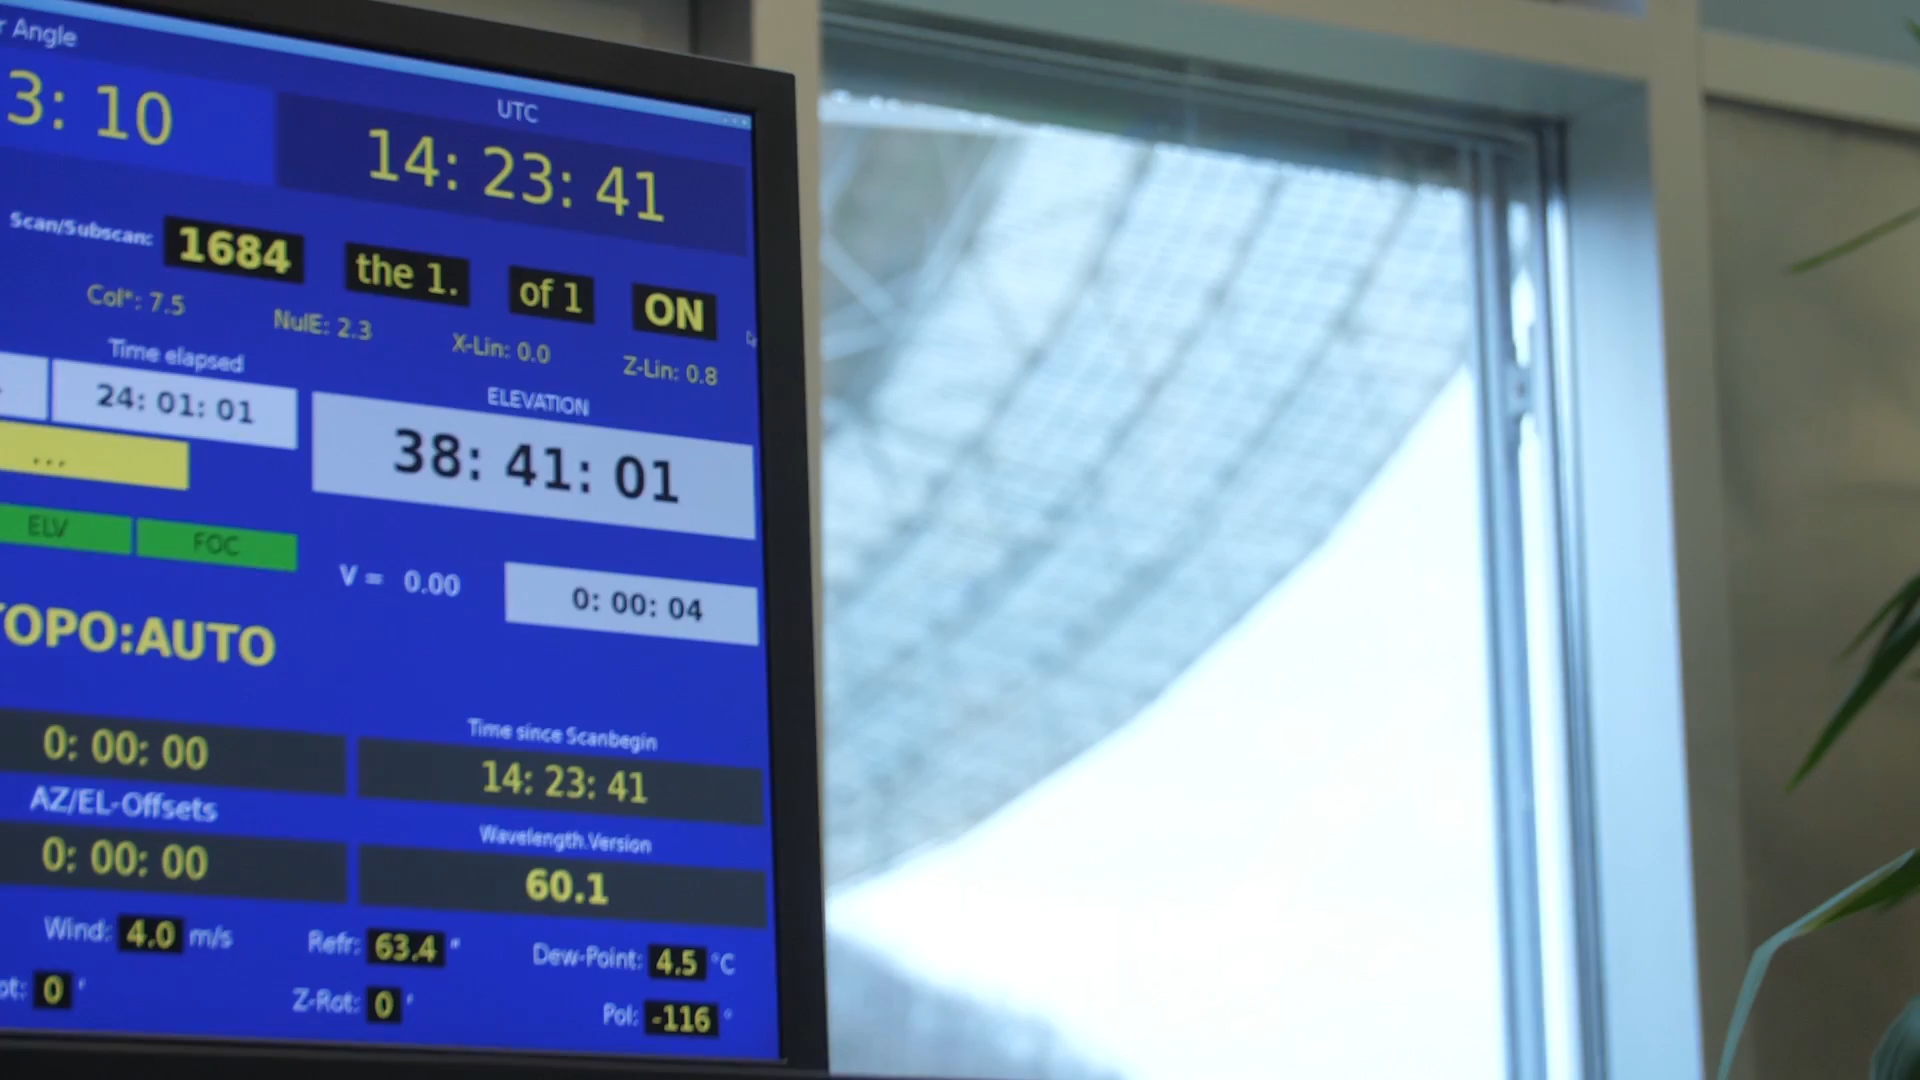 r Angle
UTC
3: 10
14: 23: 41
Scan/Subscan: 1684 the 1. of 1 ON
Col*: 7.5 NulE: 2.3 X-Lin: 0.0 Z-Lin: 0.8
Time elapsed
ELEVATION
24: 01: 01
38: 41: 01
...
ELV FOC
V = 0.00 0: 00: 04
TOPO:AUTO
Time since Scanbegin
0: 00: 00 14: 23: 41
AZ/EL-Offsets
Wavelength.Version
0: 00: 00 60.1
Wind: 4.0 m/s Refr: 63.4 " Dew-Point: 4.5 °C
ot: 0 ' Z-Rot: 0 ' Pol: -116 °